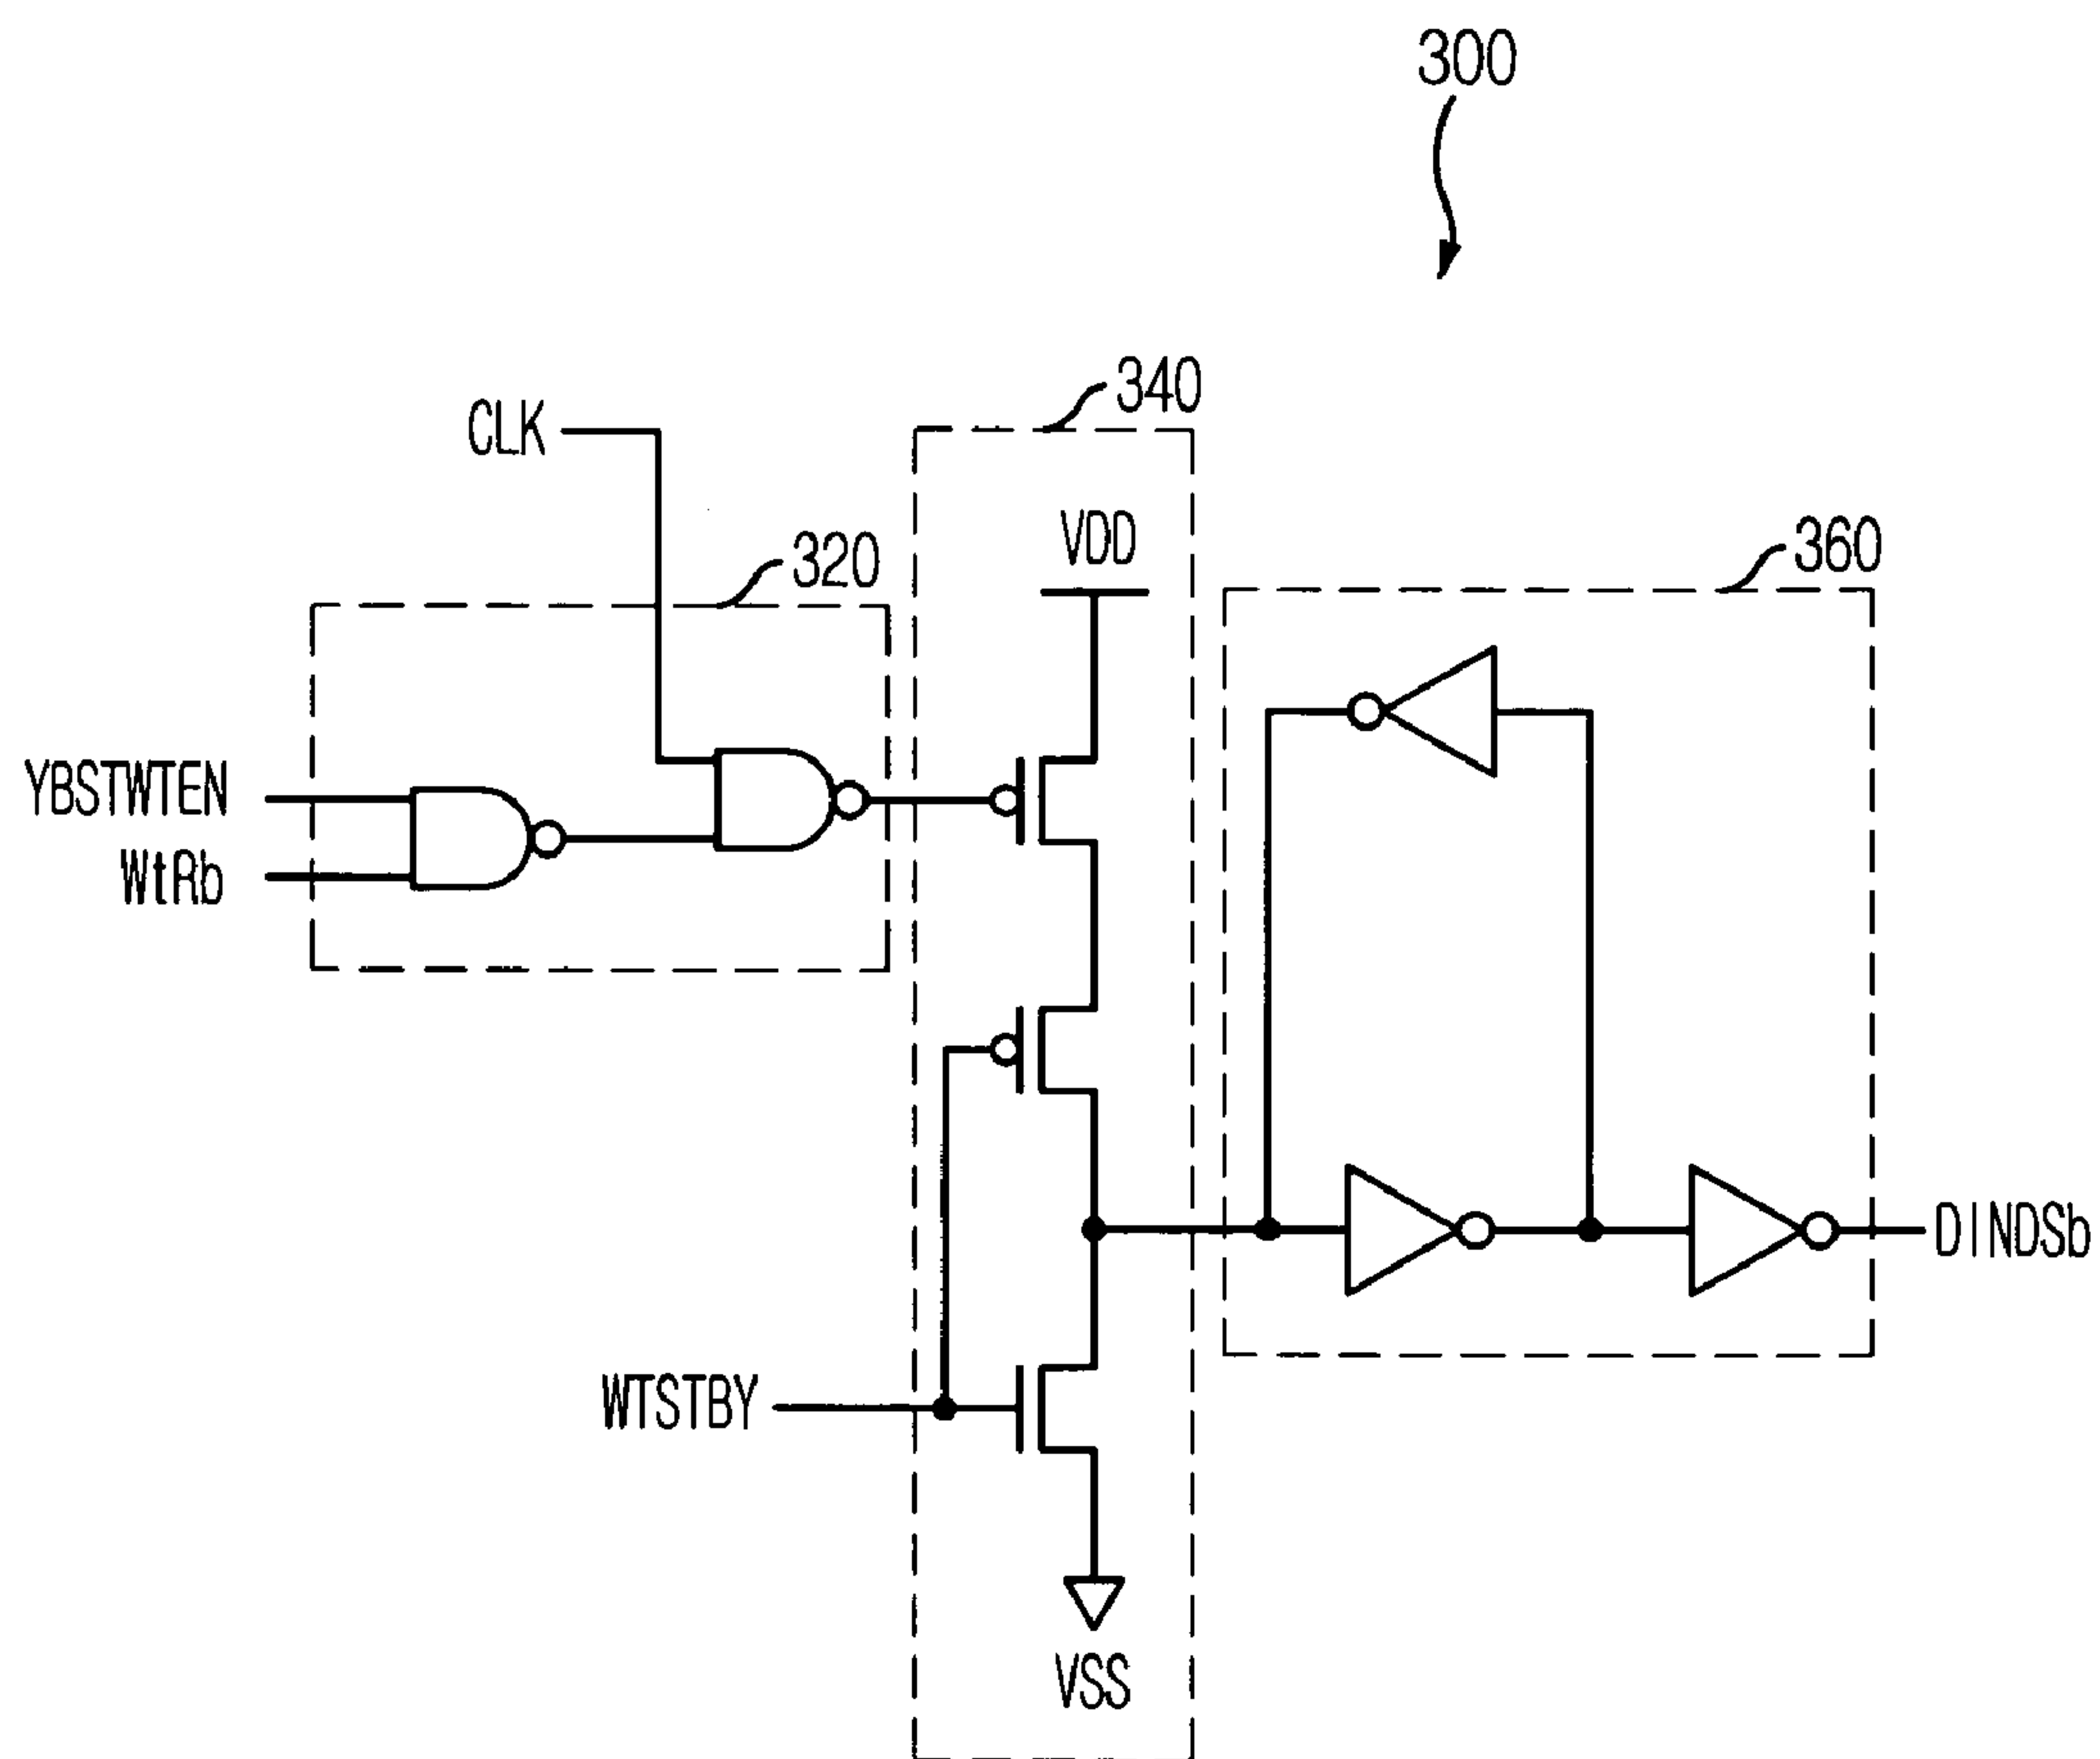 300
340
CLK
VDD
320
360
YBSTWTEN
WtRb
DINDSb
WTSTBY
VSS